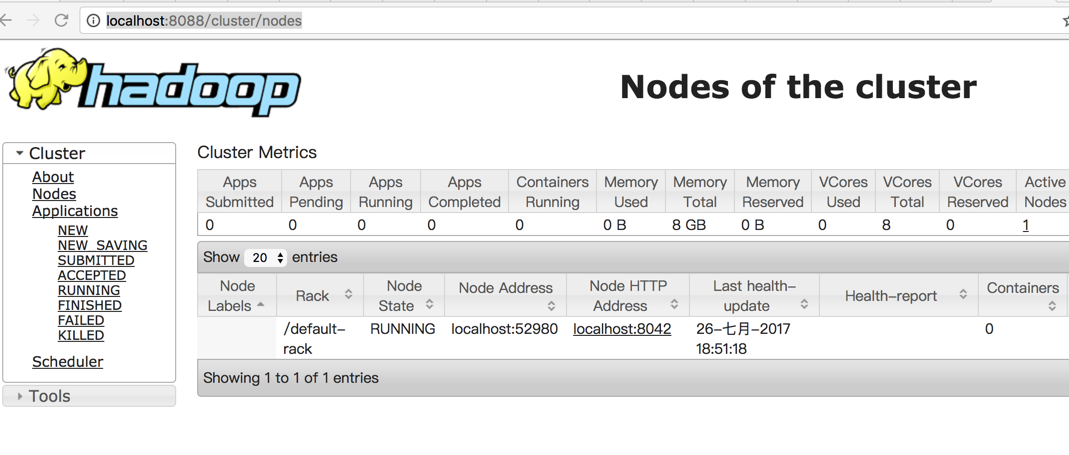 localhost:8088/cluster/nodes
hadoop
Nodes of the cluster
Cluster
About
Nodes
Applications
NEW
NEW_SAVING
SUBMITTED
ACCEPTED
RUNNING
FINISHED
FAILED
KILLED
Scheduler
Tools
Cluster Metrics
Apps Submitted Apps Pending Apps Running Apps Completed Containers Running Memory Used Memory Total Memory Reserved VCores Used VCores Total VCores Reserved Active Nodes
0 0 0 0 0 0 B 8 GB 0 B 0 8 0 1
Show 20 entries
Node Labels Rack Node State Node Address Node HTTP Address Last health-update Health-report Containers
/default-rack RUNNING localhost:52980 localhost:8042 26-七月-2017 18:51:18 0
Showing 1 to 1 of 1 entries